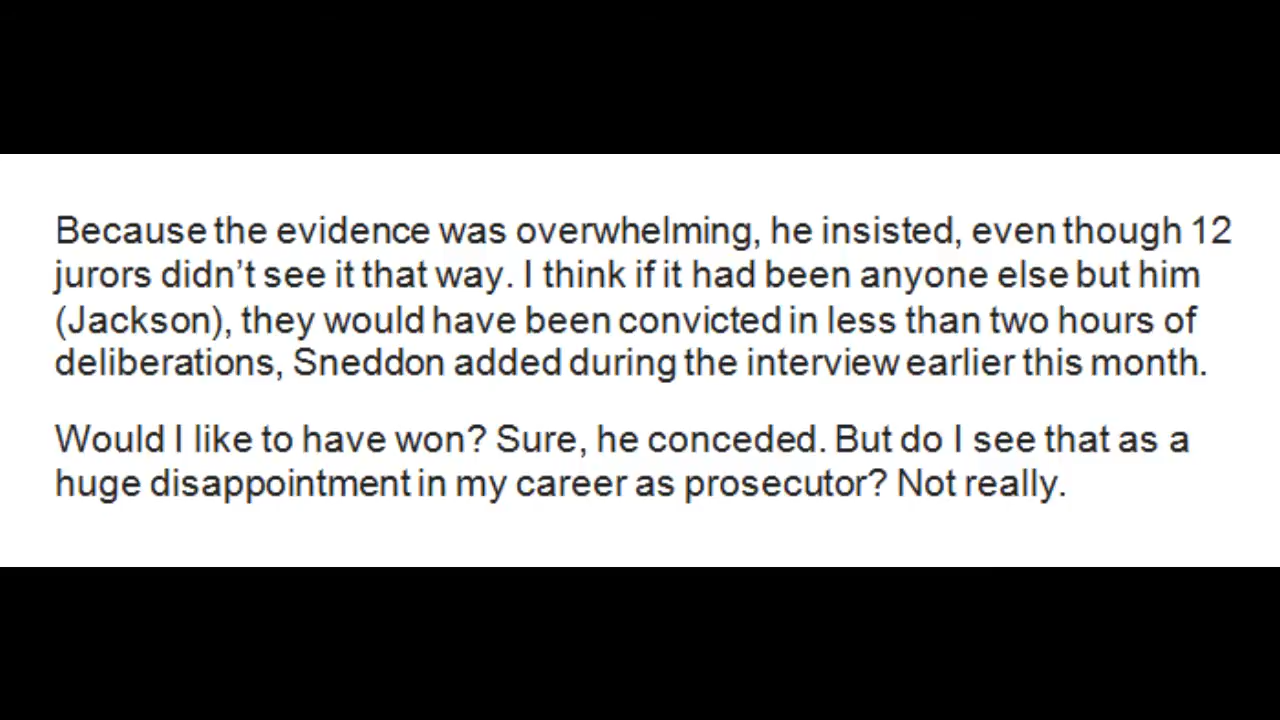 Because the evidence was overwhelming, he insisted, even though 12
jurors didn’t see it that way. I think if it had been anyone else but him
(Jackson), they would have been convicted in less than two hours of
deliberations, Sneddon added during the interview earlier this month.
Would I like to have won? Sure, he conceded. But do I see that as a
huge disappointment in my career as prosecutor? Not really.